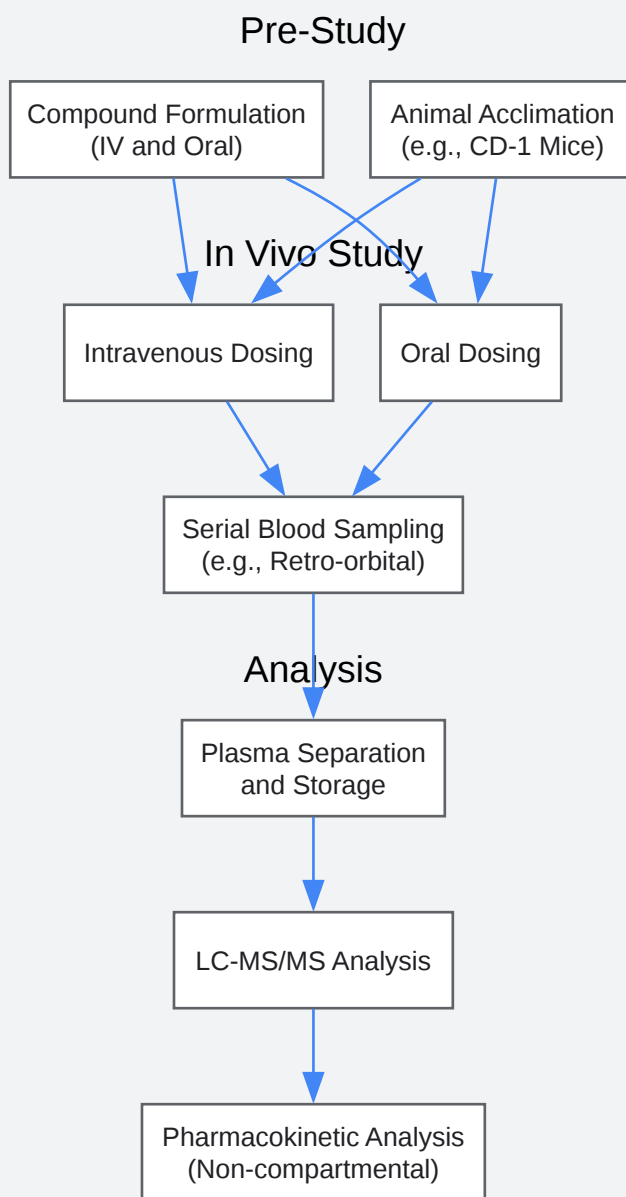 Pre-Study
Compound Formulation
(IV and Oral)
Animal Acclimation
(e.g., CD-1 Mice)
In Vivo Study
Intravenous Dosing
Oral Dosing
Serial Blood Sampling
(e.g., Retro-orbital)
Analysis
Plasma Separation
and Storage
LC-MS/MS Analysis
Pharmacokinetic Analysis
(Non-compartmental)